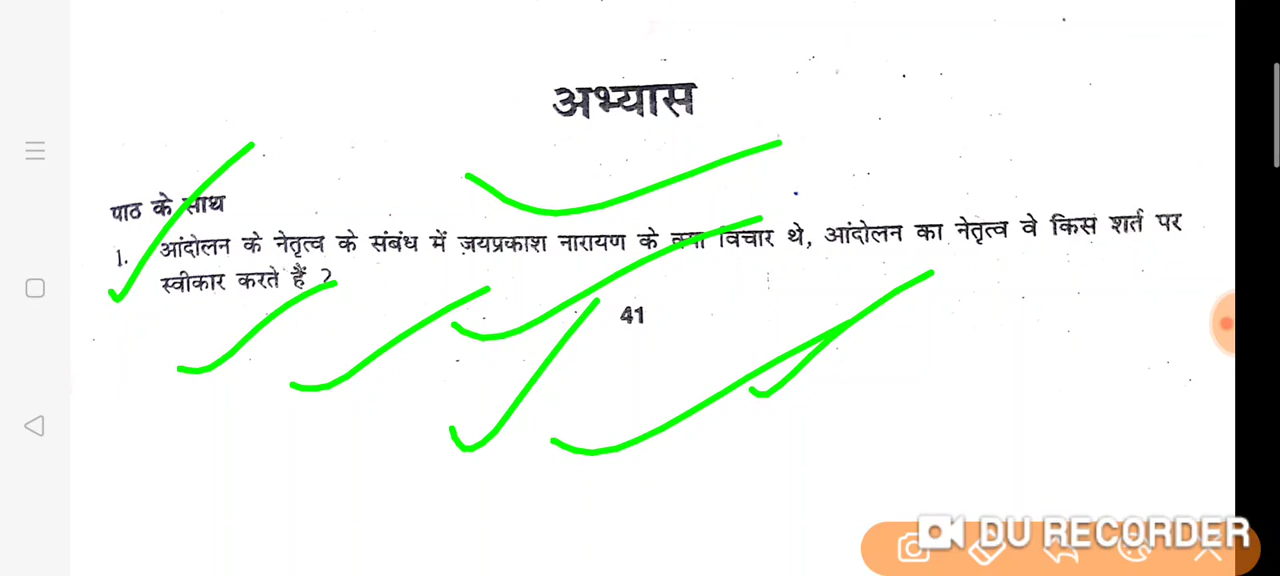 अभ्यास
पाठ के साथ
1. आंदोलन के नेतृत्व के संबंध में जयप्रकाश नारायण के क्या विचार थे, आंदोलन का नेतृत्व वे किस शर्त पर
स्वीकार करते हैं ?
41
DU RECORDER